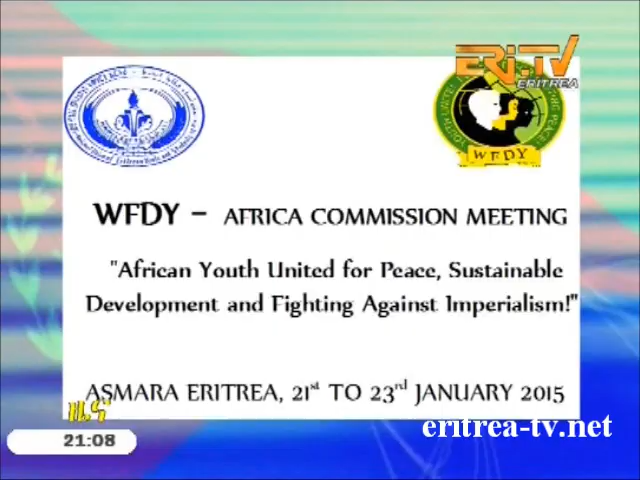 ERi.TV
ERITREA
WFDY
WFDY – AFRICA COMMISSION MEETING
"African Youth United for Peace, Sustainable
Development and Fighting Against Imperialism!"
ASMARA ERITREA, 21st TO 23rd JANUARY 2015
ዜና
eritrea-tv.net
21:08